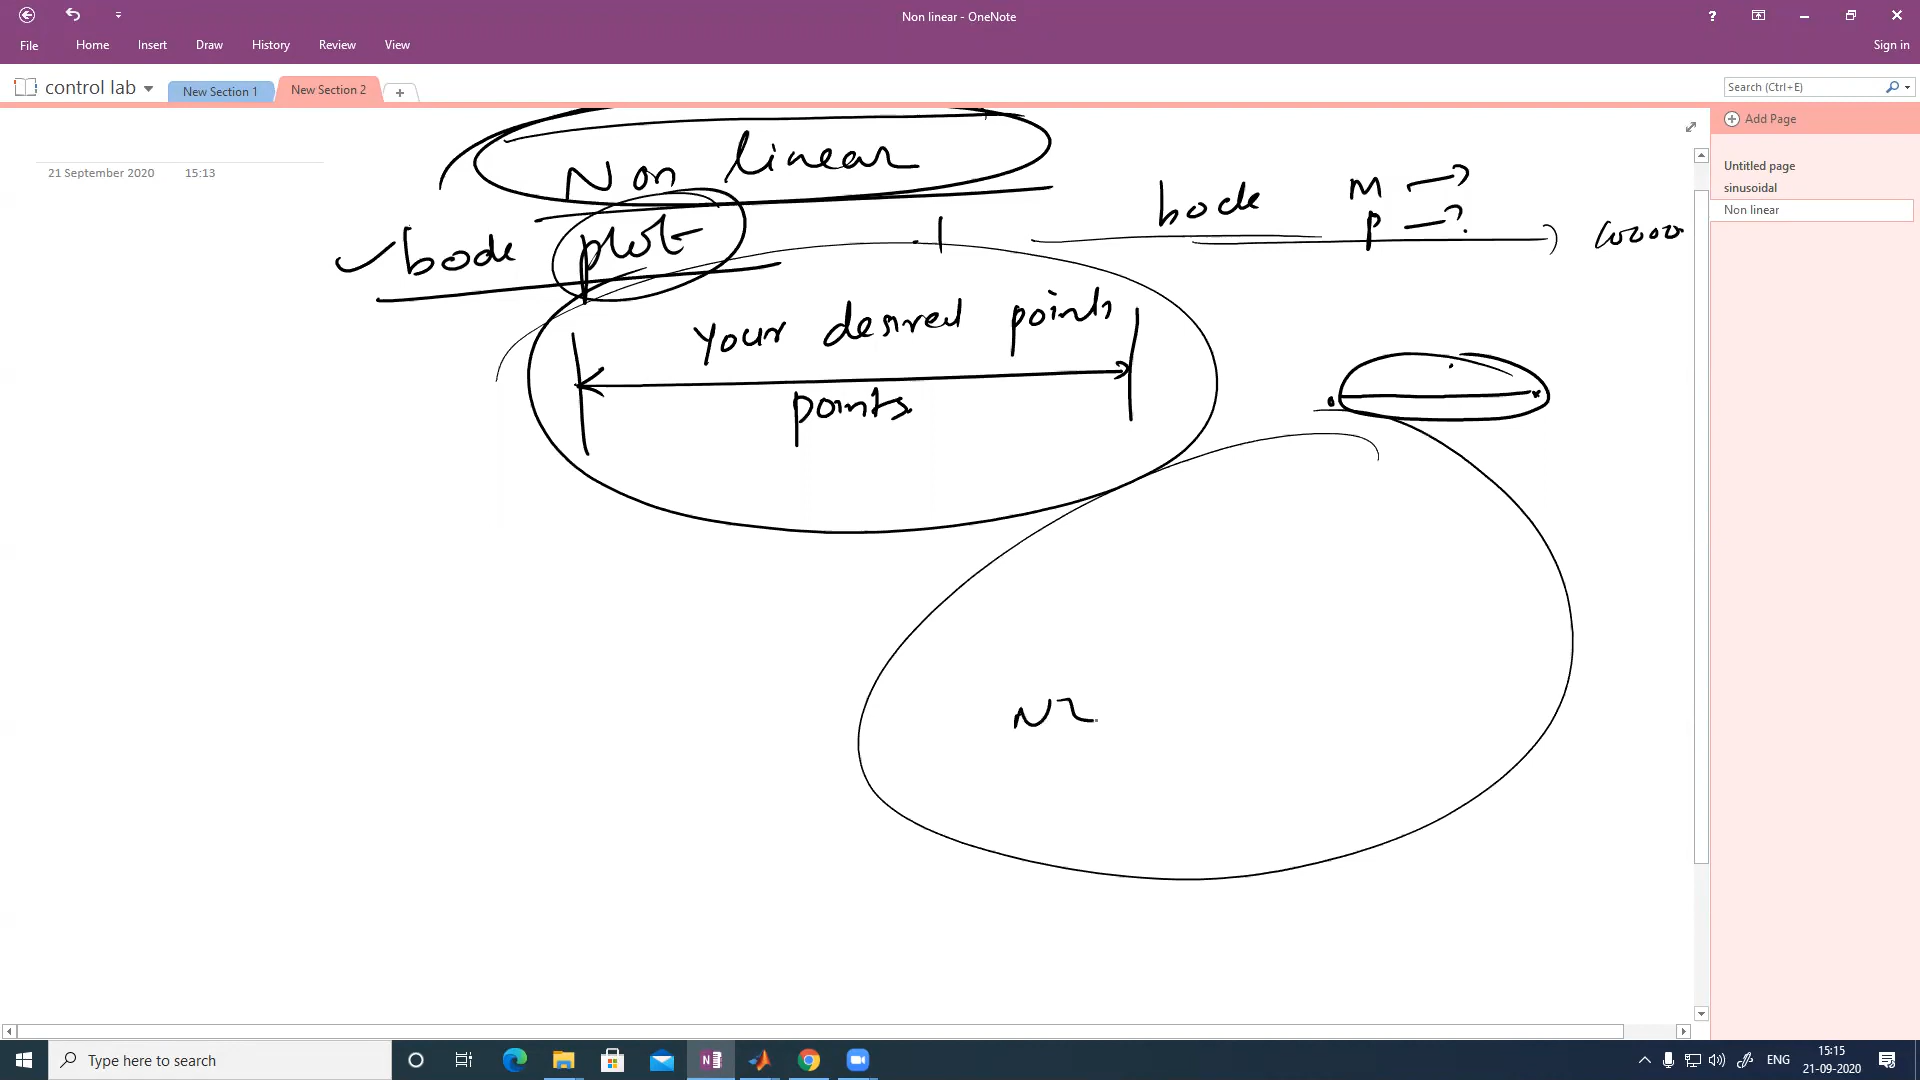 Non linear - OneNote
?
File Home Insert Draw History Review View
Sign in
control lab
New Section 1 New Section 2
Search (Ctrl+E)
Add Page
Untitled page
sinusoidal
Non linear
21 September 2020 15:13
Non linear
bode plot
.1
bode
M → ?
P → ?
Your desired points
points
Type here to search
ENG
15:15
21-09-2020